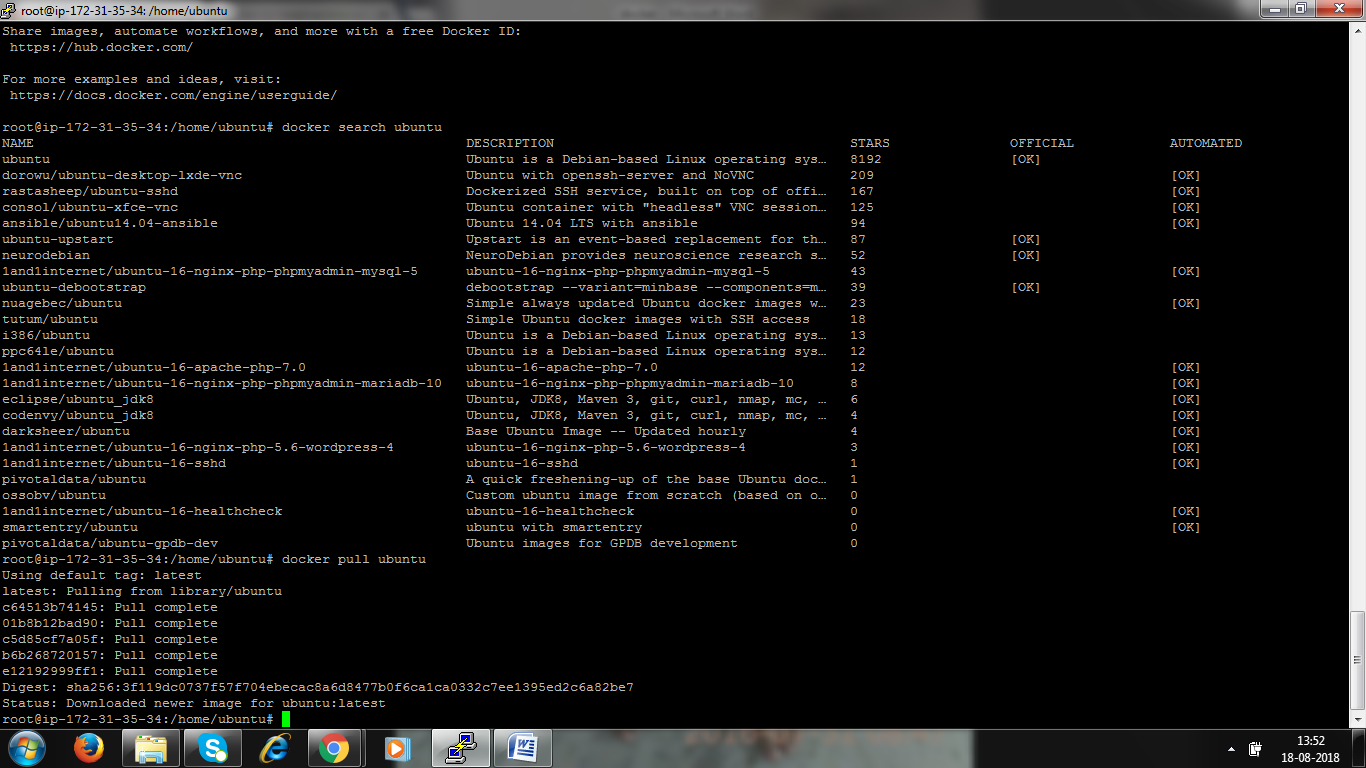 root@ip-172-31-35-34: /home/ubuntu
Share images, automate workflows, and more with a free Docker ID:
https://hub.docker.com/
For more examples and ideas, visit:
https://docs.docker.com/engine/userguide/
root@ip-172-31-35-34:/home/ubuntu# docker search ubuntu
NAME DESCRIPTION STARS OFFICIAL AUTOMATED
ubuntu Ubuntu is a Debian-based Linux operating sys… 8192 [OK]
dorowu/ubuntu-desktop-lxde-vnc Ubuntu with openssh-server and NoVNC 209 [OK]
rastasheep/ubuntu-sshd Dockerized SSH service, built on top of offi… 167 [OK]
consol/ubuntu-xfce-vnc Ubuntu container with "headless" VNC session… 125 [OK]
ansible/ubuntu14.04-ansible Ubuntu 14.04 LTS with ansible 94 [OK]
ubuntu-upstart Upstart is an event-based replacement for th… 87 [OK]
neurodebian NeuroDebian provides neuroscience research s… 52 [OK]
1and1internet/ubuntu-16-nginx-php-phpmyadmin-mysql-5 ubuntu-16-nginx-php-phpmyadmin-mysql-5 43 [OK]
ubuntu-debootstrap debootstrap --variant=minbase --components=m… 39 [OK]
nuagebec/ubuntu Simple always updated Ubuntu docker images w… 23 [OK]
tutum/ubuntu Simple Ubuntu docker images with SSH access 18
i386/ubuntu Ubuntu is a Debian-based Linux operating sys… 13
ppc64le/ubuntu Ubuntu is a Debian-based Linux operating sys… 12
1and1internet/ubuntu-16-apache-php-7.0 ubuntu-16-apache-php-7.0 12 [OK]
1and1internet/ubuntu-16-nginx-php-phpmyadmin-mariadb-10 ubuntu-16-nginx-php-phpmyadmin-mariadb-10 8 [OK]
eclipse/ubuntu_jdk8 Ubuntu, JDK8, Maven 3, git, curl, nmap, mc, … 6 [OK]
codenvy/ubuntu_jdk8 Ubuntu, JDK8, Maven 3, git, curl, nmap, mc, … 4 [OK]
darksheer/ubuntu Base Ubuntu Image -- Updated hourly 4 [OK]
1and1internet/ubuntu-16-nginx-php-5.6-wordpress-4 ubuntu-16-nginx-php-5.6-wordpress-4 3 [OK]
1and1internet/ubuntu-16-sshd ubuntu-16-sshd 1 [OK]
pivotaldata/ubuntu A quick freshening-up of the base Ubuntu doc… 1
ossobv/ubuntu Custom ubuntu image from scratch (based on o… 0
1and1internet/ubuntu-16-healthcheck ubuntu-16-healthcheck 0 [OK]
smartentry/ubuntu ubuntu with smartentry 0 [OK]
pivotaldata/ubuntu-gpdb-dev Ubuntu images for GPDB development 0
root@ip-172-31-35-34:/home/ubuntu# docker pull ubuntu
Using default tag: latest
latest: Pulling from library/ubuntu
c64513b74145: Pull complete
01b8b12bad90: Pull complete
c5d85cf7a05f: Pull complete
b6b268720157: Pull complete
e12192999ff1: Pull complete
Digest: sha256:3f119dc0737f57f704ebecac8a6d8477b0f6ca1ca0332c7ee1395ed2c6a82be7
Status: Downloaded newer image for ubuntu:latest
root@ip-172-31-35-34:/home/ubuntu#
13:52
18-08-2018